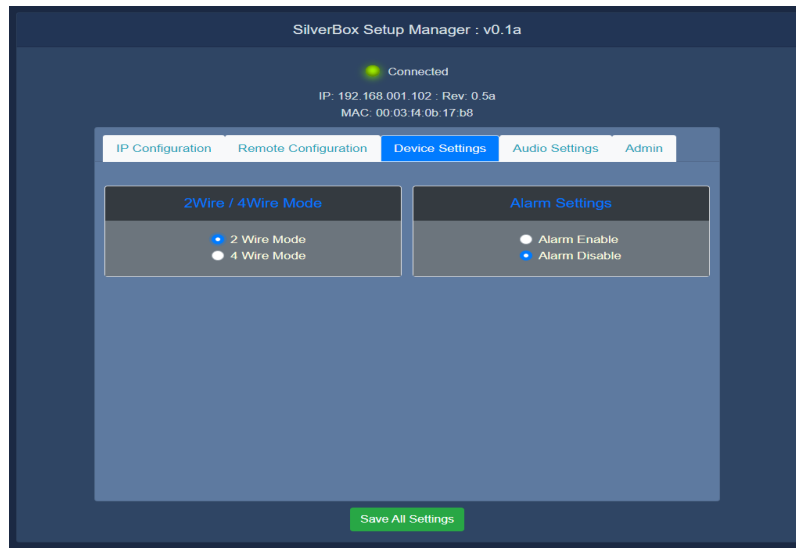 SilverBox Setup Manager : v0.1a
Connected
IP: 192.168.001.102 : Rev: 0.5a
MAC: 00:03:f4:0b:17:b8
IP Configuration Remote Configuration Device Settings Audio Settings Admin
2Wire / 4Wire Mode
2 Wire Mode
4 Wire Mode
Alarm Settings
Alarm Enable
Alarm Disable
Save All Settings